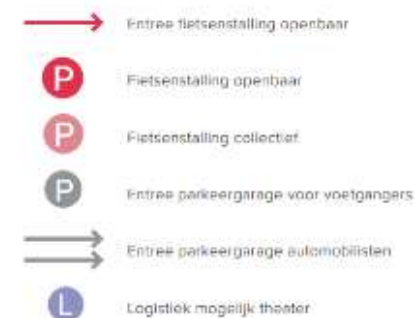 Entree fietsenstalling openbaar
P Fietsenstalling openbaar
P Fietsenstalling collectief
P Entree parkeergarage voor voetgangers
Entree parkeergarage automobilisten
L Logistiek mogelijk theater